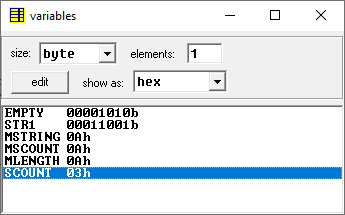 variables
size: byte elements: 1
edit show as: hex
EMPTY 00001010b
STR1 00011001b
MSTRING 0Ah
MSCOUNT 0Ah
MLENGTH 0Ah
SCOUNT 03h